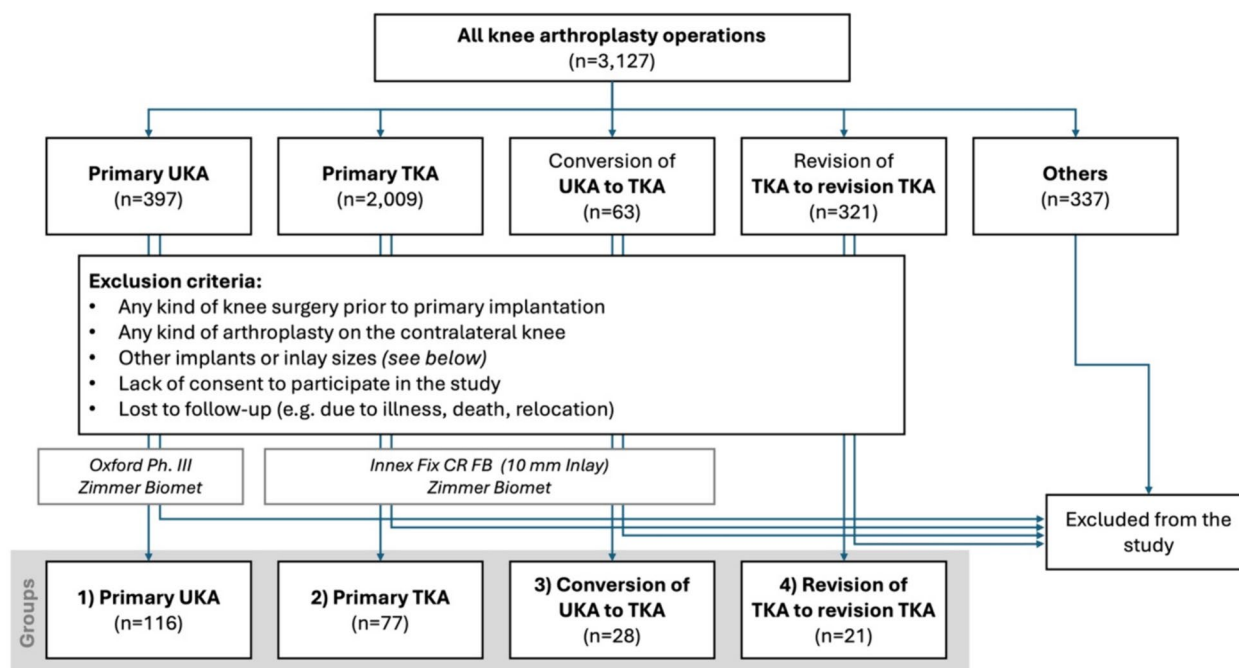 All knee arthroplasty operations
(n=3,127)
Primary UKA
(n=397)
Primary TKA
(n=2,009)
Conversion of
UKA to TKA
(n=63)
Revision of
TKA to revision TKA
(n=321)
Others
(n=337)
Exclusion criteria:
• Any kind of knee surgery prior to primary implantation
• Any kind of arthroplasty on the contralateral knee
• Other implants or inlay sizes (see below)
• Lack of consent to participate in the study
• Lost to follow-up (e.g. due to illness, death, relocation)
Oxford Ph. III
Zimmer Biomet
Innex Fix CR FB (10 mm Inlay)
Zimmer Biomet
Excluded from the
study
Groups
1) Primary UKA
(n=116)
2) Primary TKA
(n=77)
3) Conversion of
UKA to TKA
(n=28)
4) Revision of
TKA to revision TKA
(n=21)